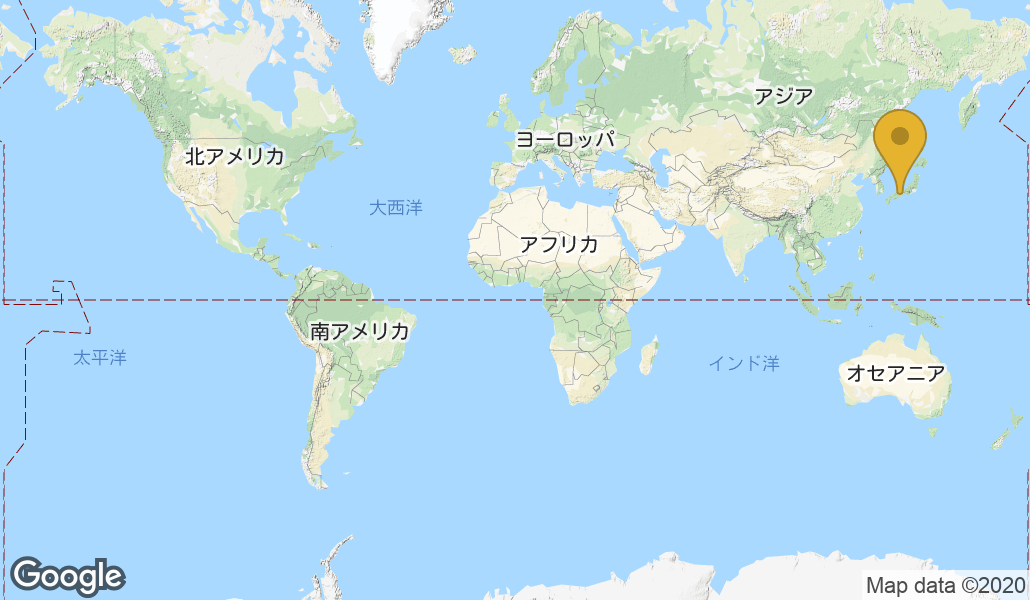 アジア
ヨーロッパ
北アメリカ
大西洋
アフリカ
南アメリカ
太平洋
インド洋
オセアニア
Google
Map data ©2020